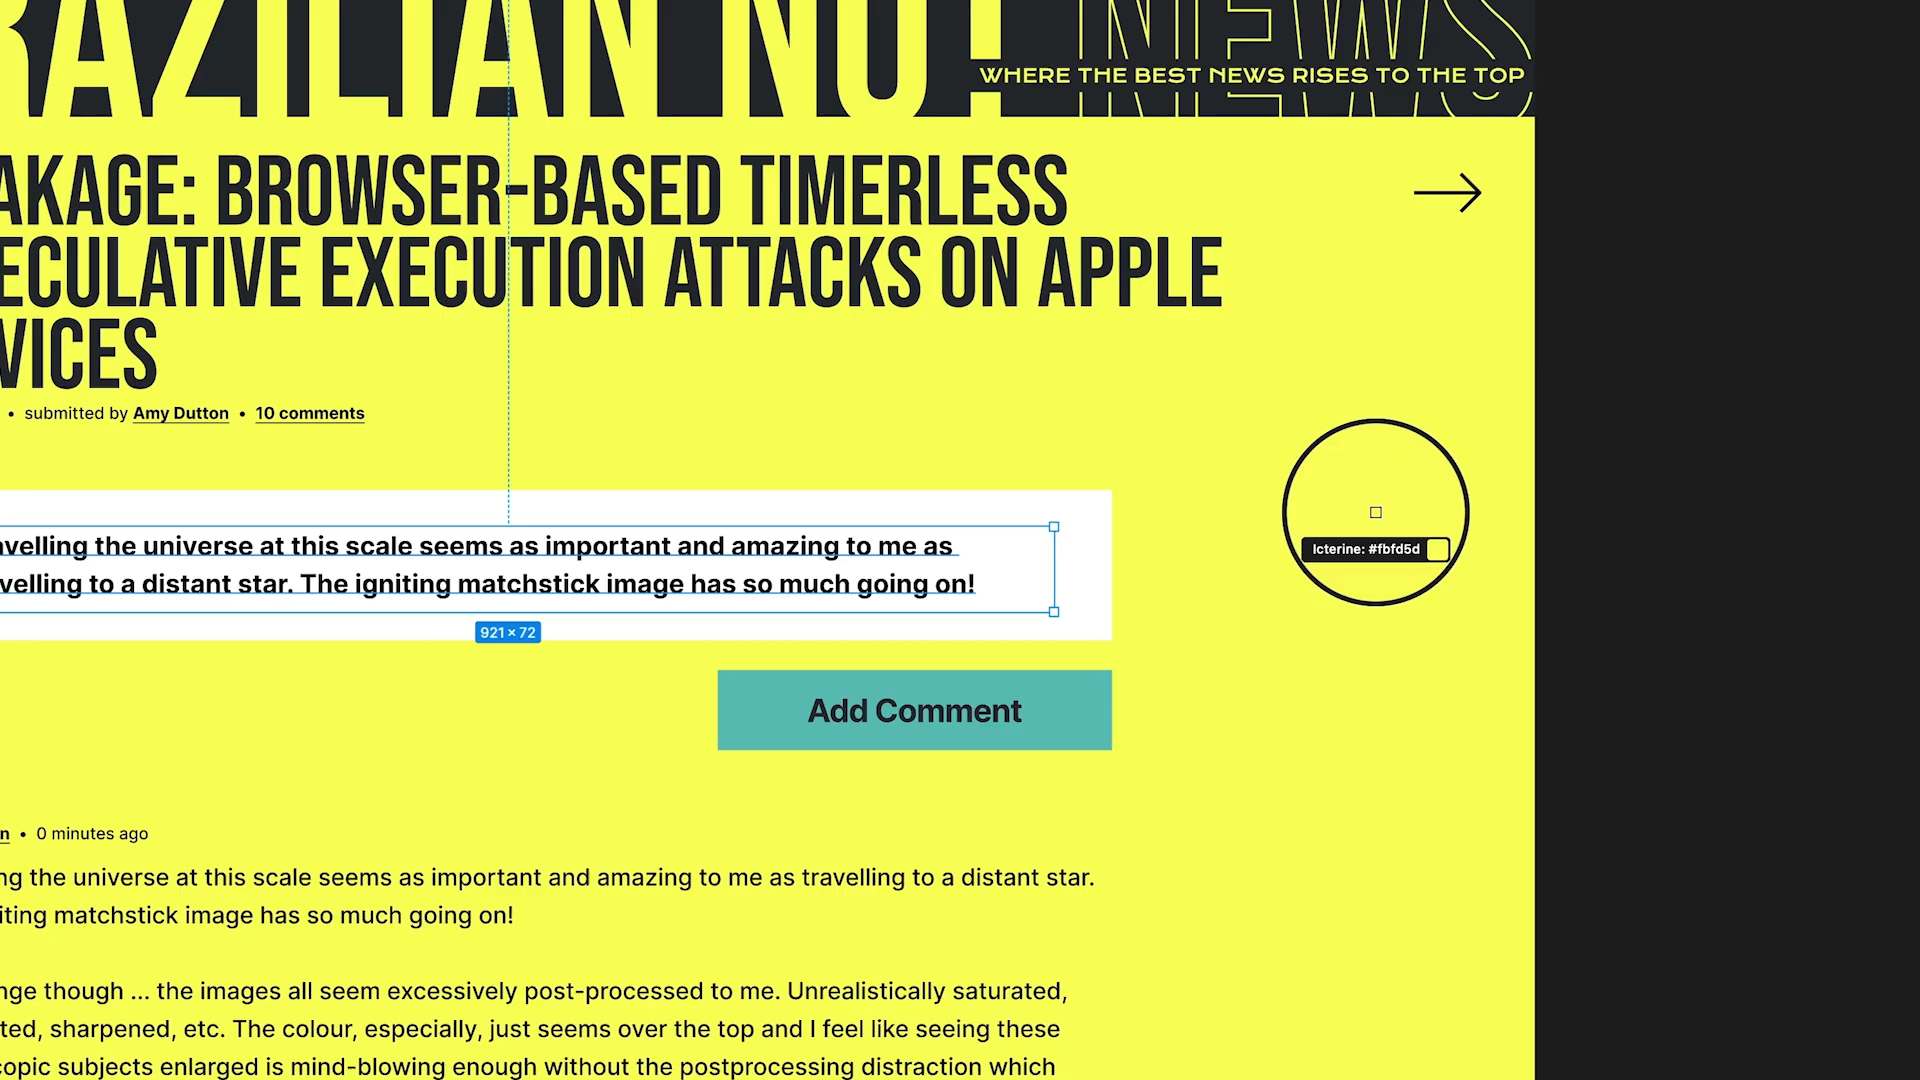 RAZILIAN NUT NEWS
WHERE THE BEST NEWS RISES TO THE TOP
AKAGE: BROWSER-BASED TIMERLESS
ECULATIVE EXECUTION ATTACKS ON APPLE
VICES
• submitted by Amy Dutton • 10 comments
avelling the universe at this scale seems as important and amazing to me as
velling to a distant star. The igniting matchstick image has so much going on!
921 × 72
Icterine: #fbfd5d
Add Comment
n • 0 minutes ago
ng the universe at this scale seems as important and amazing to me as travelling to a distant star.
iting matchstick image has so much going on!
nge though ... the images all seem excessively post-processed to me. Unrealistically saturated,
ted, sharpened, etc. The colour, especially, just seems over the top and I feel like seeing these
copic subjects enlarged is mind-blowing enough without the postprocessing distraction which